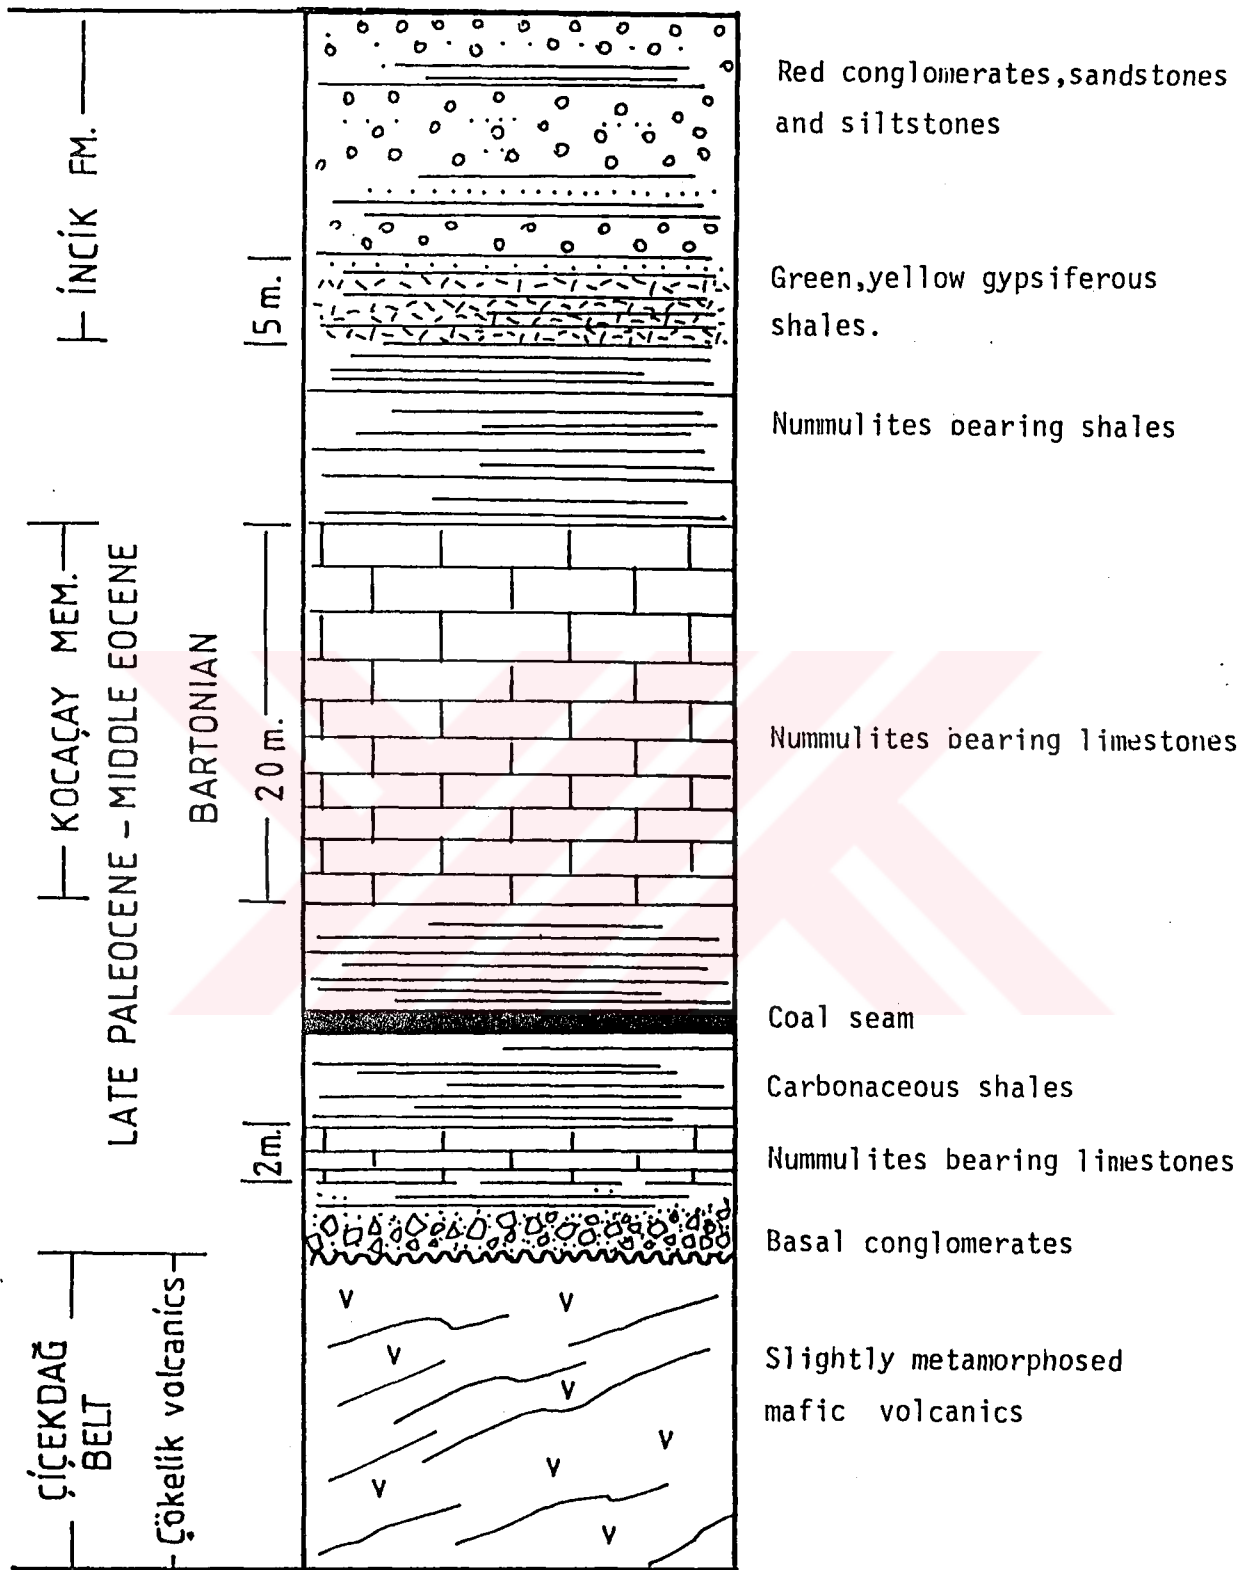 Red conglomerates,sandstones
and siltstones
İNCİK FM.
5 m.
Green,yellow gypsiferous
shales.
Nummulites bearing shales
KOCAÇAY MEM.
LATE PALEOCENE – MIDDLE EOCENE
BARTONIAN
20 m.
Nummulites bearing limestones
Coal seam
Carbonaceous shales
2m.
Nummulites bearing limestones
Basal conglomerates
ÇİÇEKDAĞ
BELT
Çökelik volcanics
V V
V
V
V
V
V
V
Slightly metamorphosed
mafic volcanics